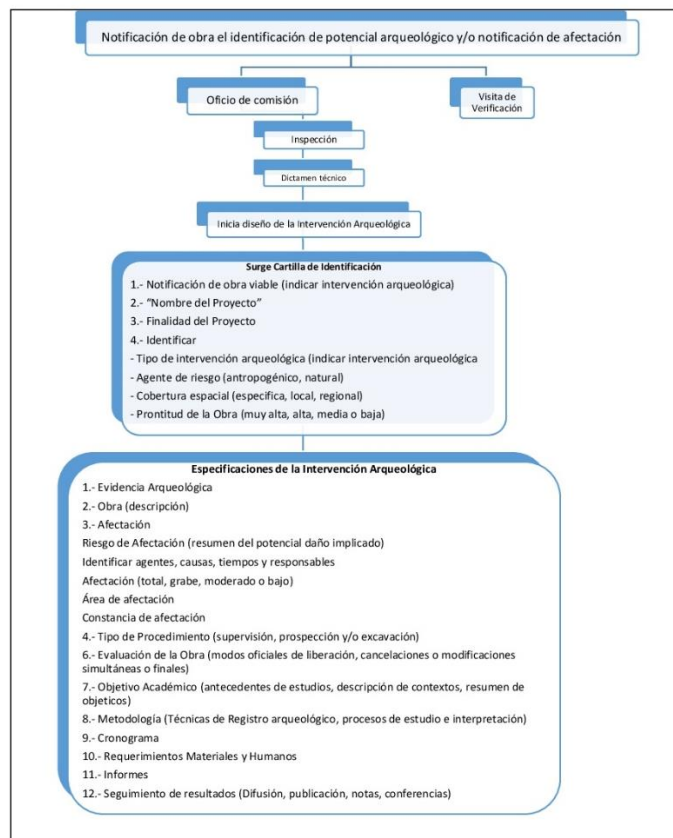 Notificación de obra el identificación de potencial arqueológico y/o notificación de afectación
Oficio de comisión
Visita de
Verificación
Inspección
Dictamen técnico
Inicia diseño de la Intervención Arqueológica
Surge Cartilla de Identificación
1.- Notificación de obra viable (indicar intervención arqueológica)
2.- “Nombre del Proyecto”
3.- Finalidad del Proyecto
4.- Identificar
- Tipo de intervención arqueológica (indicar intervención arqueológica
- Agente de riesgo (antropogénico, natural)
- Cobertura espacial (especifica, local, regional)
- Prontitud de la Obra (muy alta, alta, media o baja)
Especificaciones de la Intervención Arqueológica
1.- Evidencia Arqueológica
2.- Obra (descripción)
3.- Afectación
Riesgo de Afectación (resumen del potencial daño implicado)
Identificar agentes, causas, tiempos y responsables
Afectación (total, grabe, moderado o bajo)
Área de afectación
Constancia de afectación
4.- Tipo de Procedimiento (supervisión, prospección y/o excavación)
6.- Evaluación de la Obra (modos oficiales de liberación, cancelaciones o modificaciones
simultáneas o finales)
7.- Objetivo Académico (antecedentes de estudios, descripción de contextos, resumen de
objeticos)
8.- Metodología (Técnicas de Registro arqueológico, procesos de estudio e interpretación)
9.- Cronograma
10.- Requerimientos Materiales y Humanos
11.- Informes
12.- Seguimiento de resultados (Difusión, publicación, notas, conferencias)